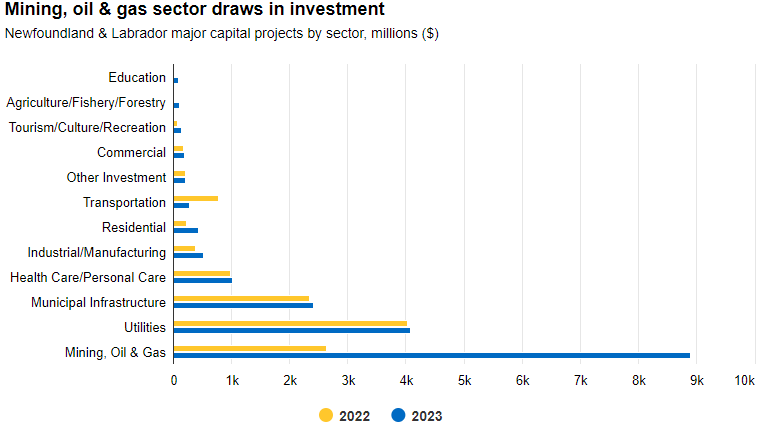 Mining, oil & gas sector draws in investment
Newfoundland & Labrador major capital projects by sector, millions ($)
Education
Agriculture/Fishery/Forestry
Tourism/Culture/Recreation
Commercial
Other Investment
Transportation
Residential
Industrial/Manufacturing
Health Care/Personal Care
Municipal Infrastructure
Utilities
Mining, Oil & Gas
0 1k 2k 3k 4k 5k 6k 7k 8k 9k 10k
2022 2023